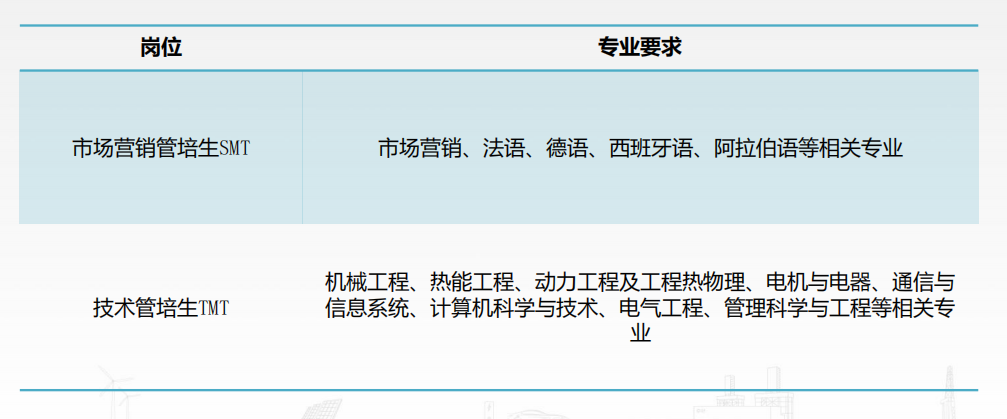 岗位 专业要求
市场营销管培生SMT 市场营销、法语、德语、西班牙语、阿拉伯语等相关专业
机械工程、热能工程、动力工程及工程热物理、电机与电器、通信与
技术管培生TMT 信息系统、计算机科学与技术、电气工程、管理科学与工程等相关专
业